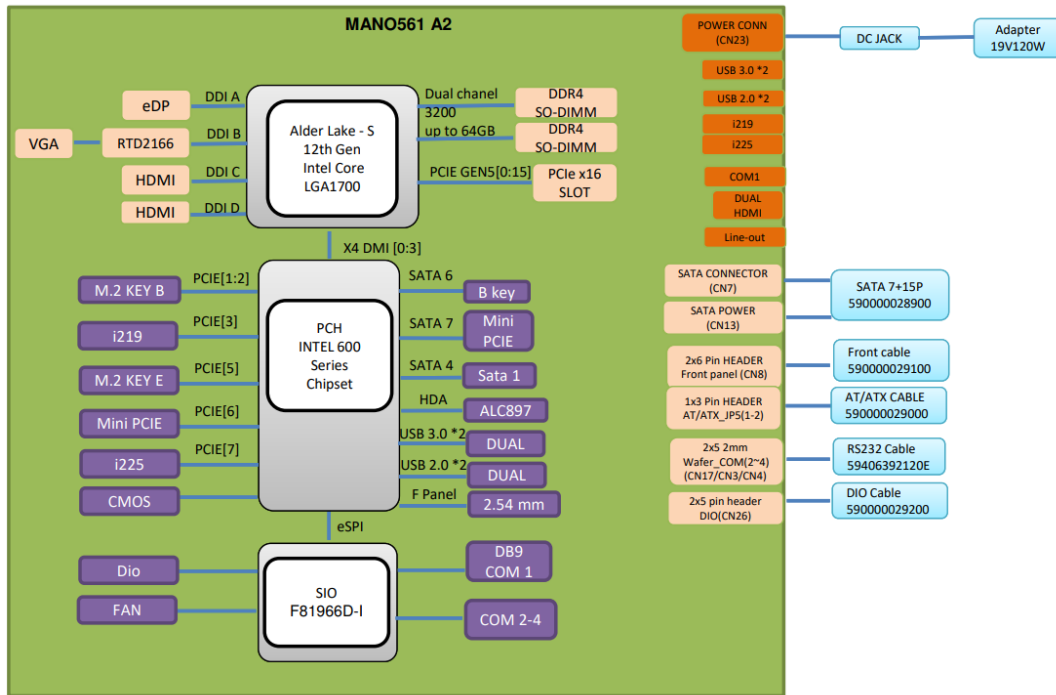 MANO561 A2
POWER CONN
(CN23)
DC JACK
Adapter
19V120W
USB 3.0 *2
USB 2.0 *2
i219
i225
COM1
DUAL
HDMI
Line-out
eDP
DDI A
VGA
RTD2166
DDI B
HDMI
DDI C
HDMI
DDI D
Alder Lake - S
12th Gen
Intel Core
LGA1700
Dual chanel
3200
up to 64GB
DDR4
SO-DIMM
DDR4
SO-DIMM
PCIE GEN5[0:15]
PCIe x16
SLOT
X4 DMI [0:3]
M.2 KEY B
PCIE[1:2]
i219
PCIE[3]
M.2 KEY E
PCIE[5]
Mini PCIE
PCIE[6]
i225
PCIE[7]
CMOS
PCH
INTEL 600
Series
Chipset
SATA 6
B key
SATA 7
Mini
PCIE
SATA 4
Sata 1
HDA
ALC897
USB 3.0 *2
DUAL
USB 2.0 *2
DUAL
F Panel
2.54 mm
eSPI
Dio
FAN
SIO
F81966D-I
DB9
COM 1
COM 2-4
SATA CONNECTOR
(CN7)
SATA POWER
(CN13)
SATA 7+15P
590000028900
2x6 Pin HEADER
Front panel (CN8)
Front cable
590000029100
1x3 Pin HEADER
AT/ATX_JP5(1-2)
AT/ATX CABLE
590000029000
2x5 2mm
Wafer_COM(2~4)
(CN17/CN3/CN4)
RS232 Cable
59406392120E
2x5 pin header
DIO(CN26)
DIO Cable
590000029200